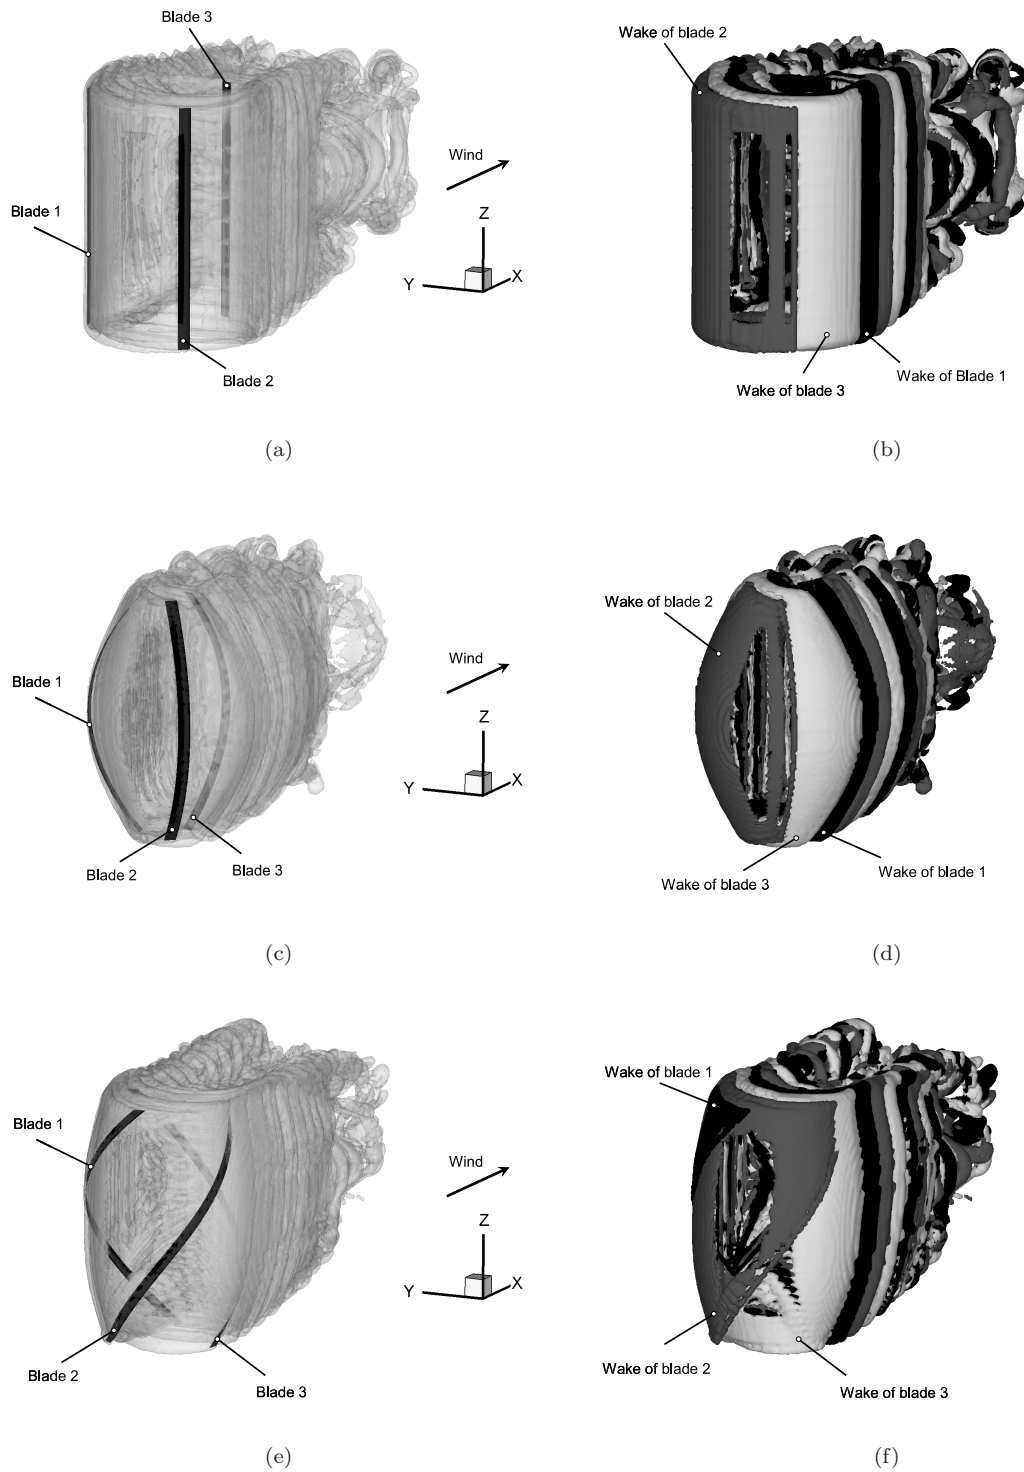 Blade 3
Wake of blade 2
Wind
Blade 1
Z
Y
X
Blade 2
Wake of blade 3
Wake of Blade 1
(a)
(b)
Wake of blade 2
Wind
Blade 1
Z
Y
X
Blade 2
Blade 3
Wake of blade 3
Wake of blade 1
(c)
(d)
Wake of blade 1
Blade 1
Wind
Z
Y
X
Blade 2
Blade 3
Wake of blade 2
Wake of blade 3
(e)
(f)